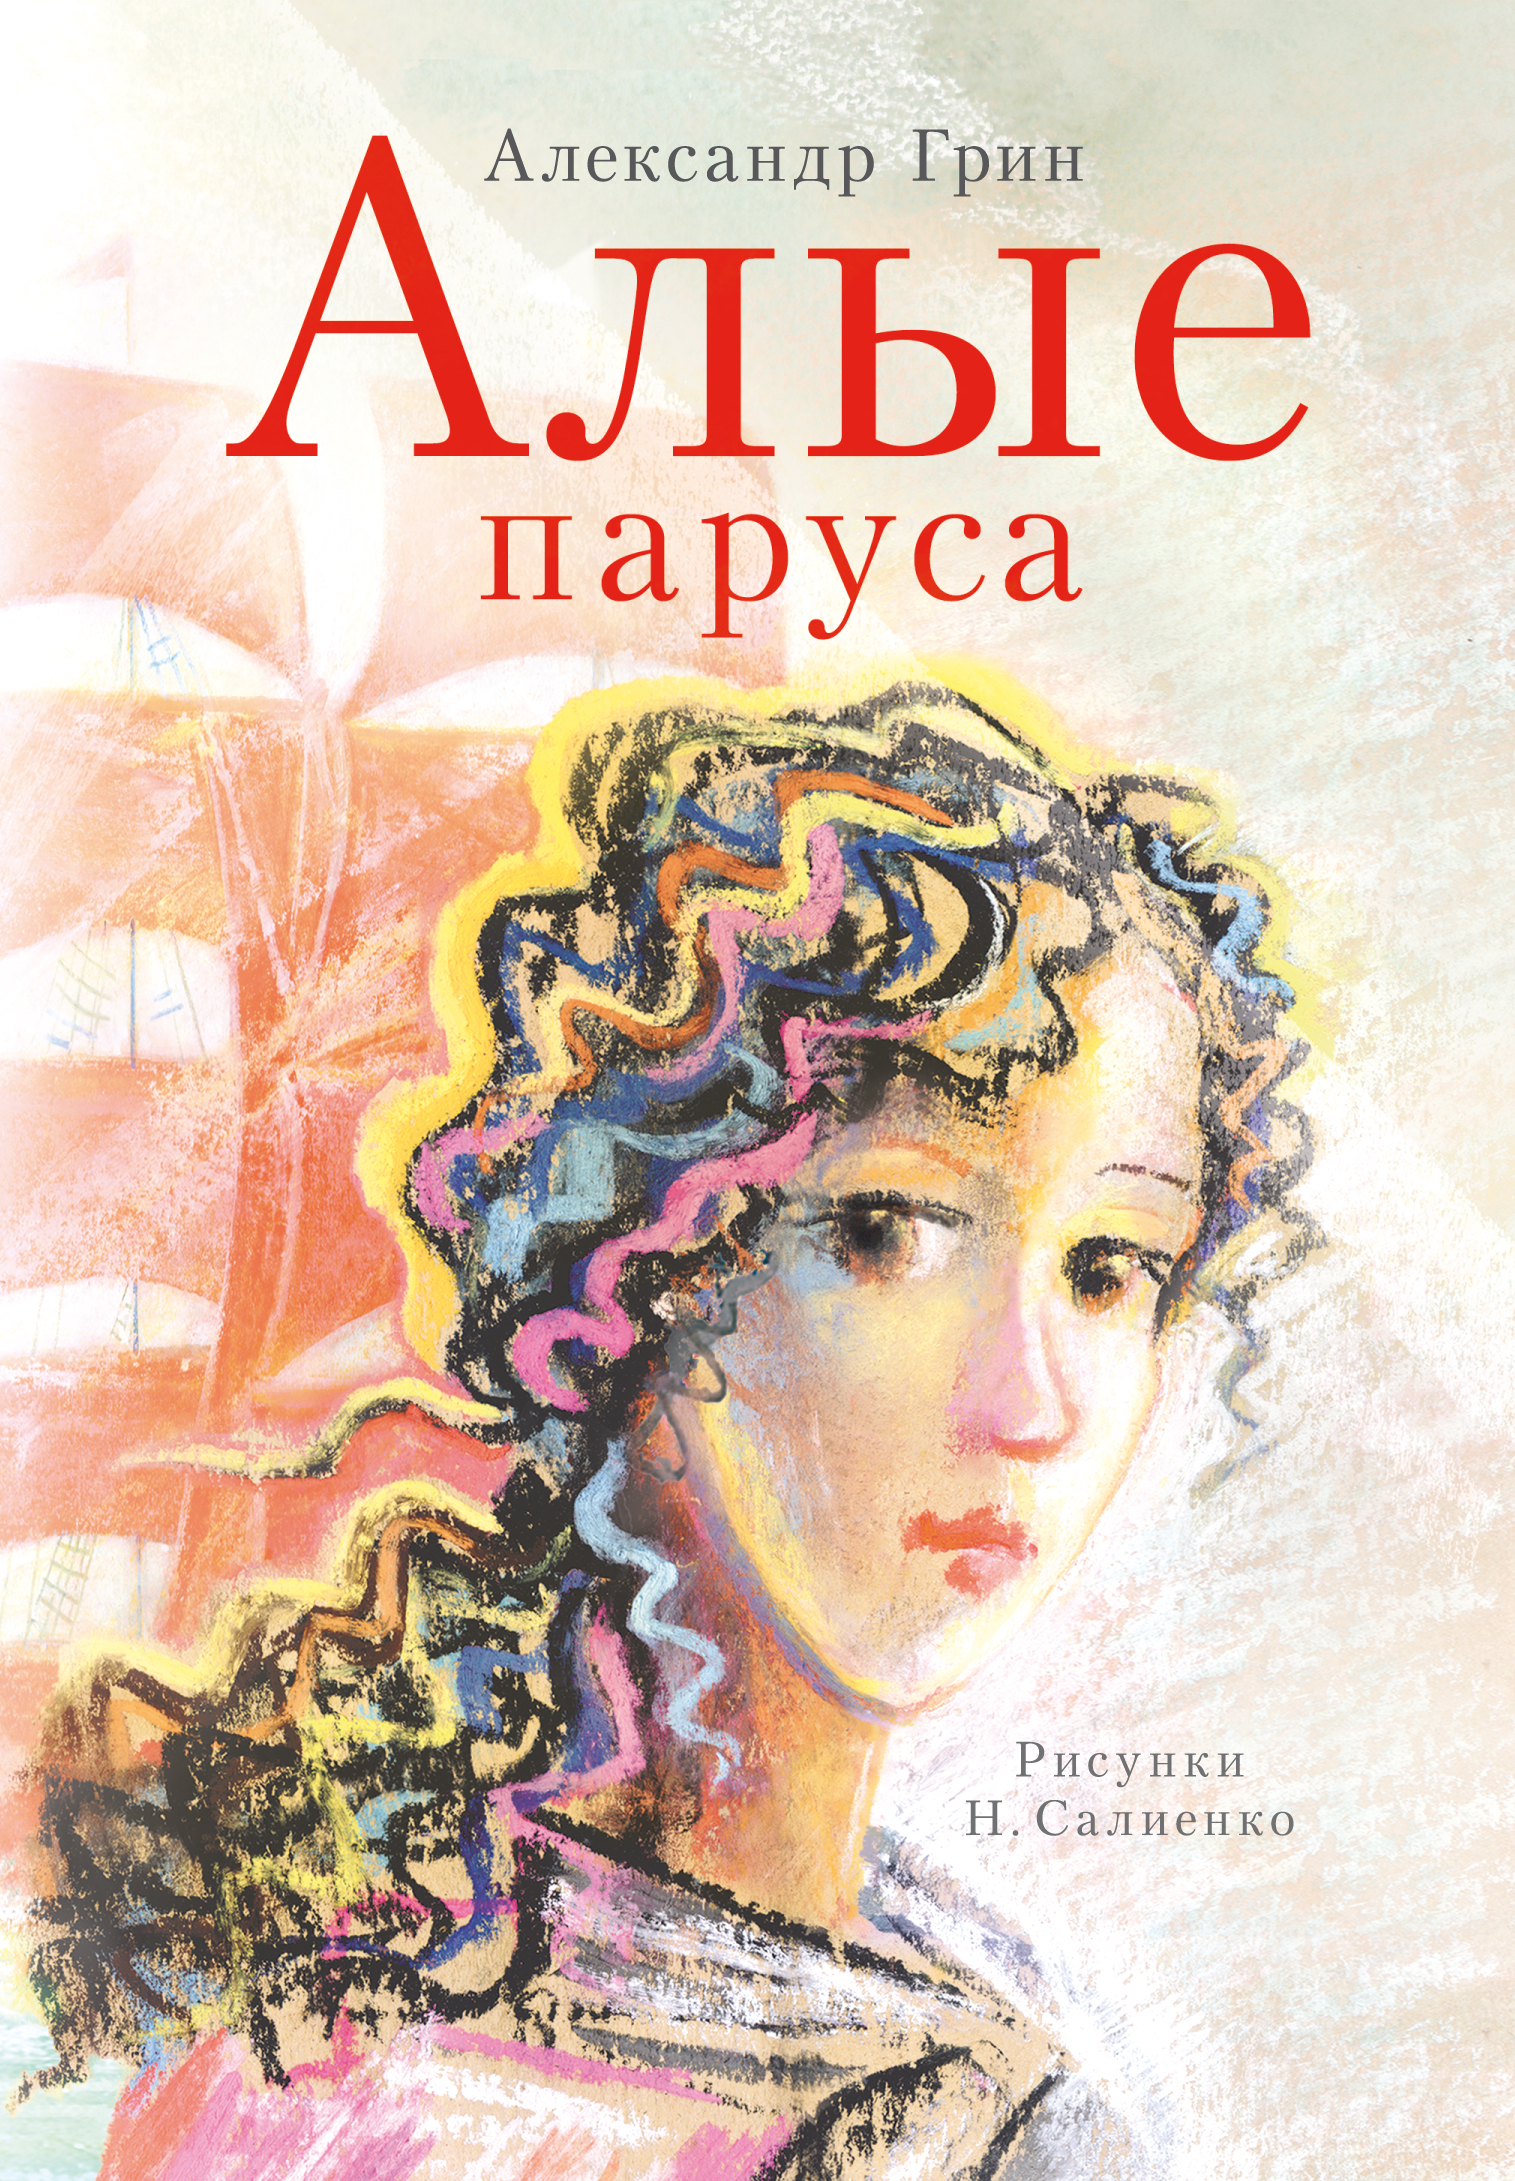 Александр Грин
Алые
паруса
Рисунки
Н. Салиенко